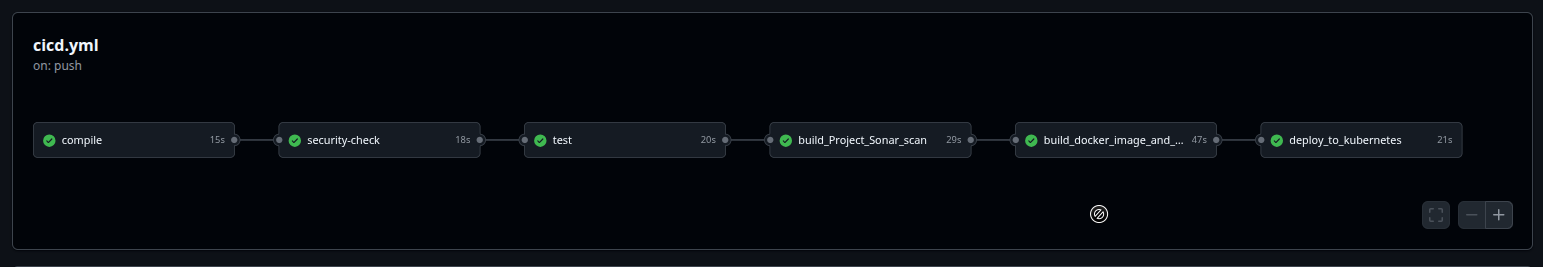 cicd.yml
on: push
compile 15s
security-check 18s
test 20s
build_Project_Sonar_scan 29s
build_docker_image_and_... 47s
deploy_to_kubernetes 21s